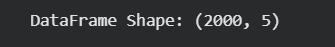 DataFrame Shape: (2000, 5)